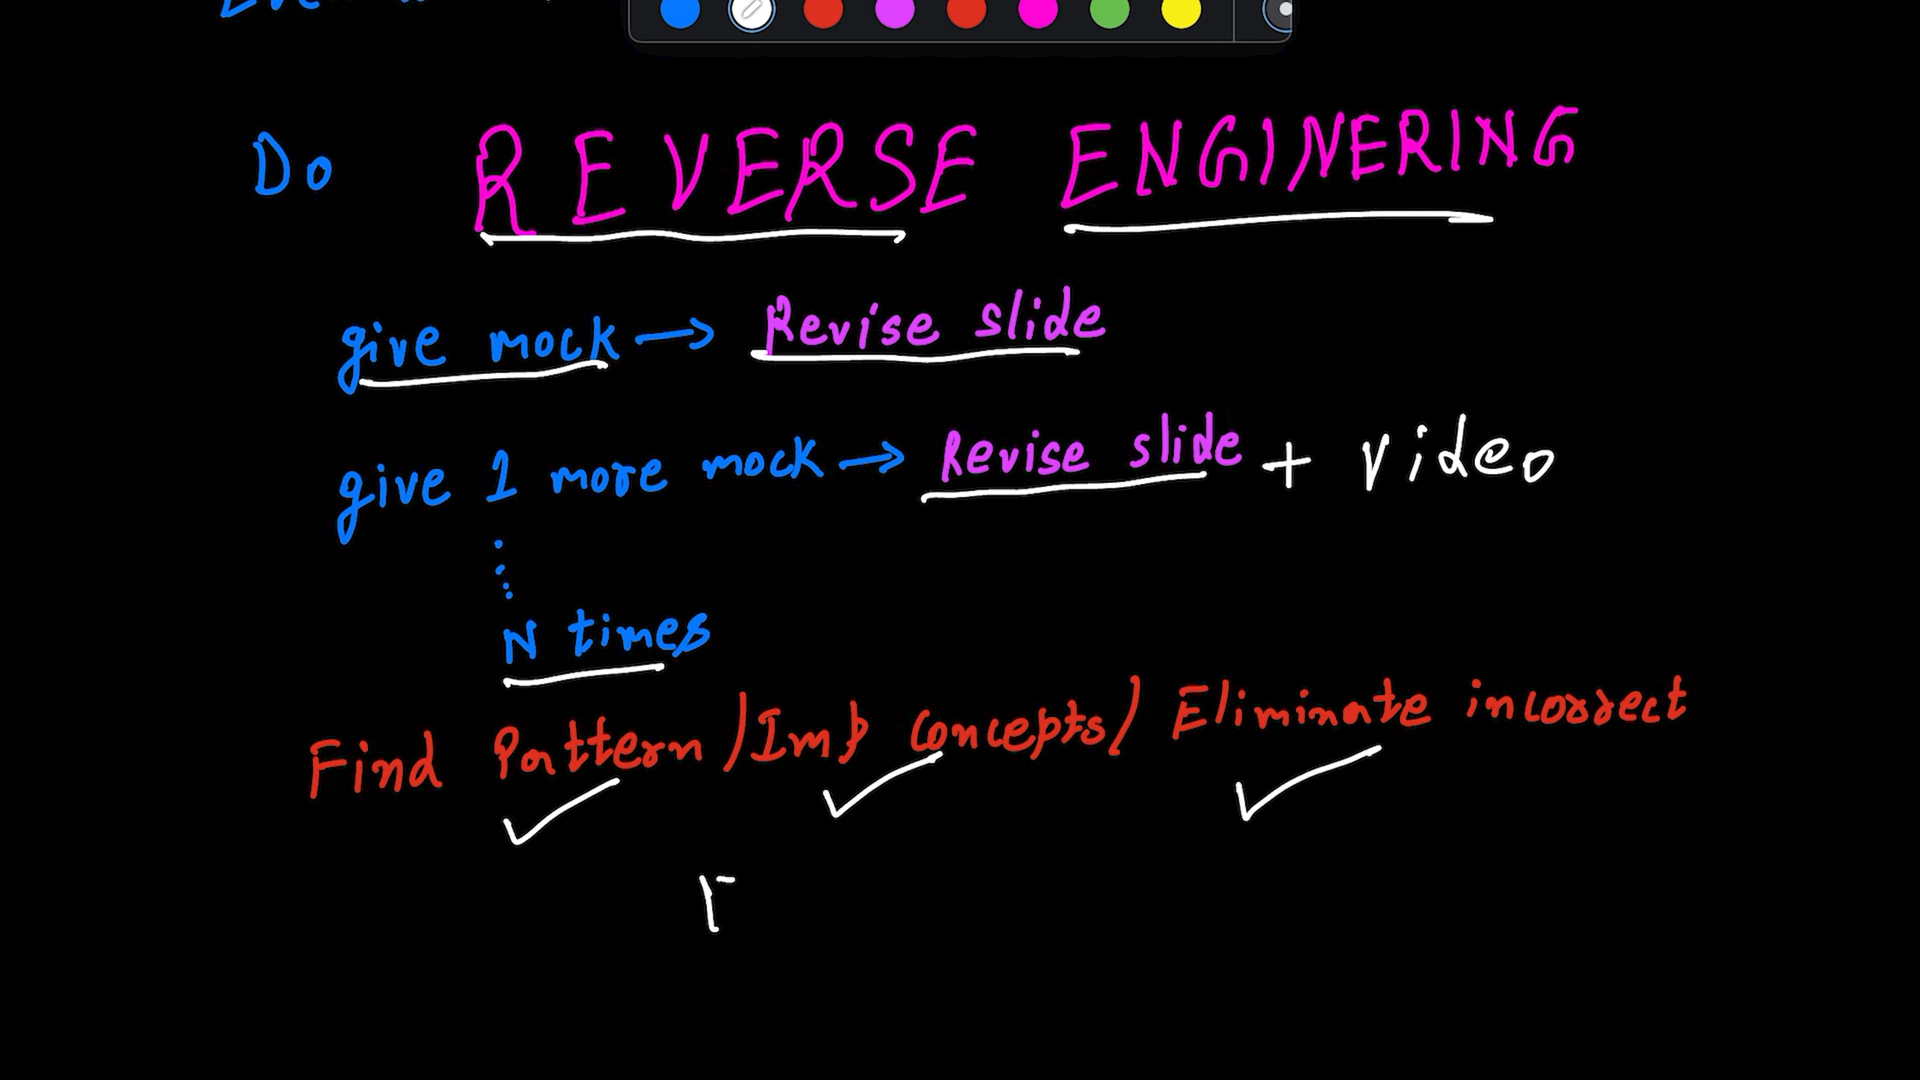 Do REVERSE ENGINERING
give mock → Revise slide
give 1 more mock → Revise slide + video
N times
Find Pattern / Imp Concepts / Eliminate incorrect